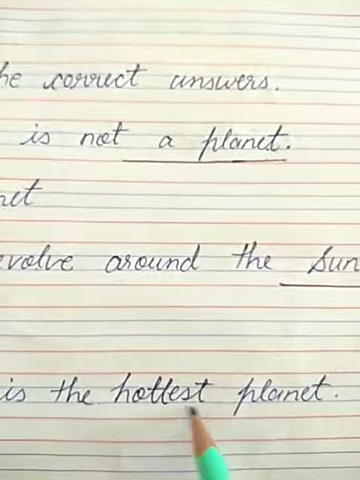 he correct answers.
is not a planet.
net
evolve around the Sun
is the hottest planet.